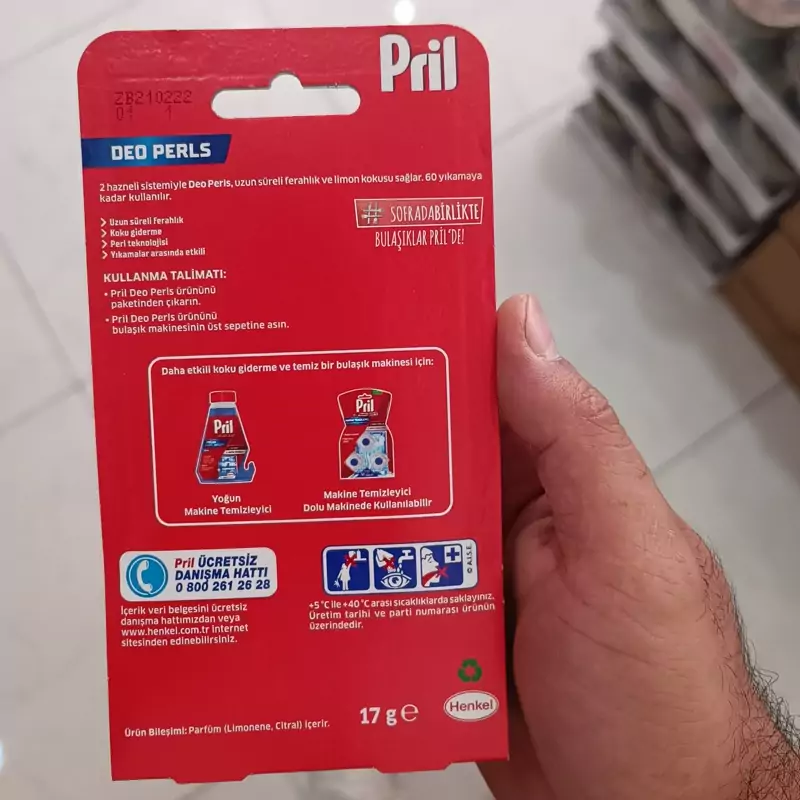 Pril
ZB210222
01 1
DEO PERLS
2 hazneli sistemiyle Deo Perls, uzun süreli ferahlık ve limon kokusu sağlar. 60 yıkamaya
kadar kullanılır.
> Uzun süreli ferahlık
> Koku giderme
> Perl teknolojisi
> Yıkamalar arasında etkili
# SOFRADABİRLİKTE
BULAŞIKLAR PRİL'DE!
KULLANMA TALİMATI:
• Pril Deo Perls ürününü
paketinden çıkarın.
• Pril Deo Perls ürününü
bulaşık makinesinin üst sepetine asın.
Daha etkili koku giderme ve temiz bir bulaşık makinesi için:
Pril
Pril
Yoğun
Makine Temizleyici
Makine Temizleyici
Dolu Makinede Kullanılabilir
Pril ÜCRETSİZ
DANIŞMA HATTI
0 800 261 26 28
© A.I.S.E.
İçerik veri belgesini ücretsiz
danışma hattımızdan veya
www.henkel.com.tr internet
sitesinden edinebilirsiniz.
+5 °C ile +40 °C arası sıcaklıklarda saklayınız.
Üretim tarihi ve parti numarası ürünün
üzerindedir.
Ürün Bileşimi: Parfüm (Limonene, Citral) içerir.
17 g e
Henkel